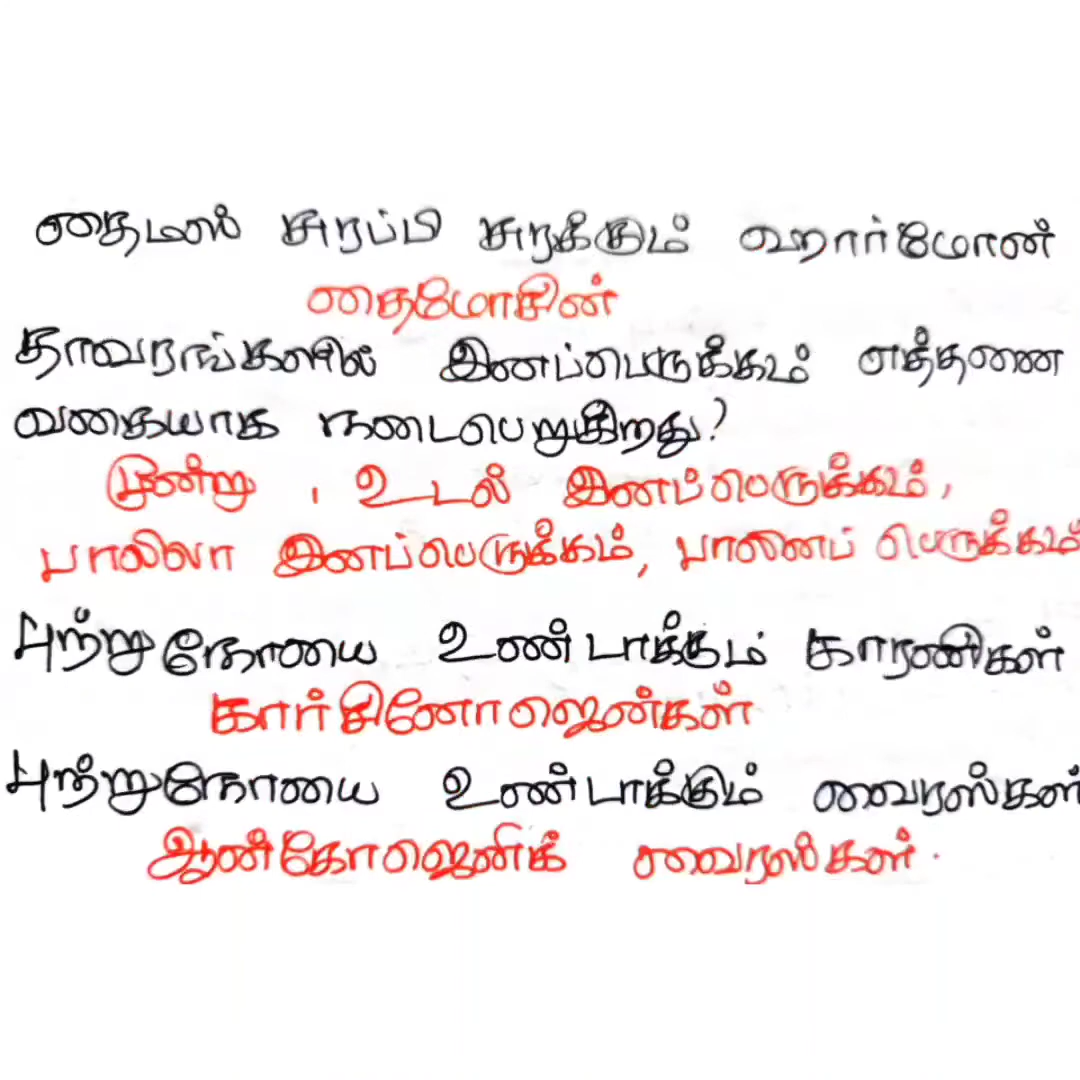 தைமஸ் சுரப்பி சுரக்கும் ஹார்மோன்
தைமோசின்
தாவரங்களில் இனப்பெருக்கம் எத்தனை
வகையாக நடைபெறுகிறது?
மூன்று , உடல் இனப்பெருக்கம்,
பாலிலா இனப்பெருக்கம், பாலினப் பெருக்கம்
புற்றுநோயை உண்டாக்கும் காரணிகள்
கார்சினோஜென்கள்
புற்றுநோயை உண்டாக்கும் வைரஸ்கள்
ஆன்கோஜெனிக் வைரஸ்கள்.